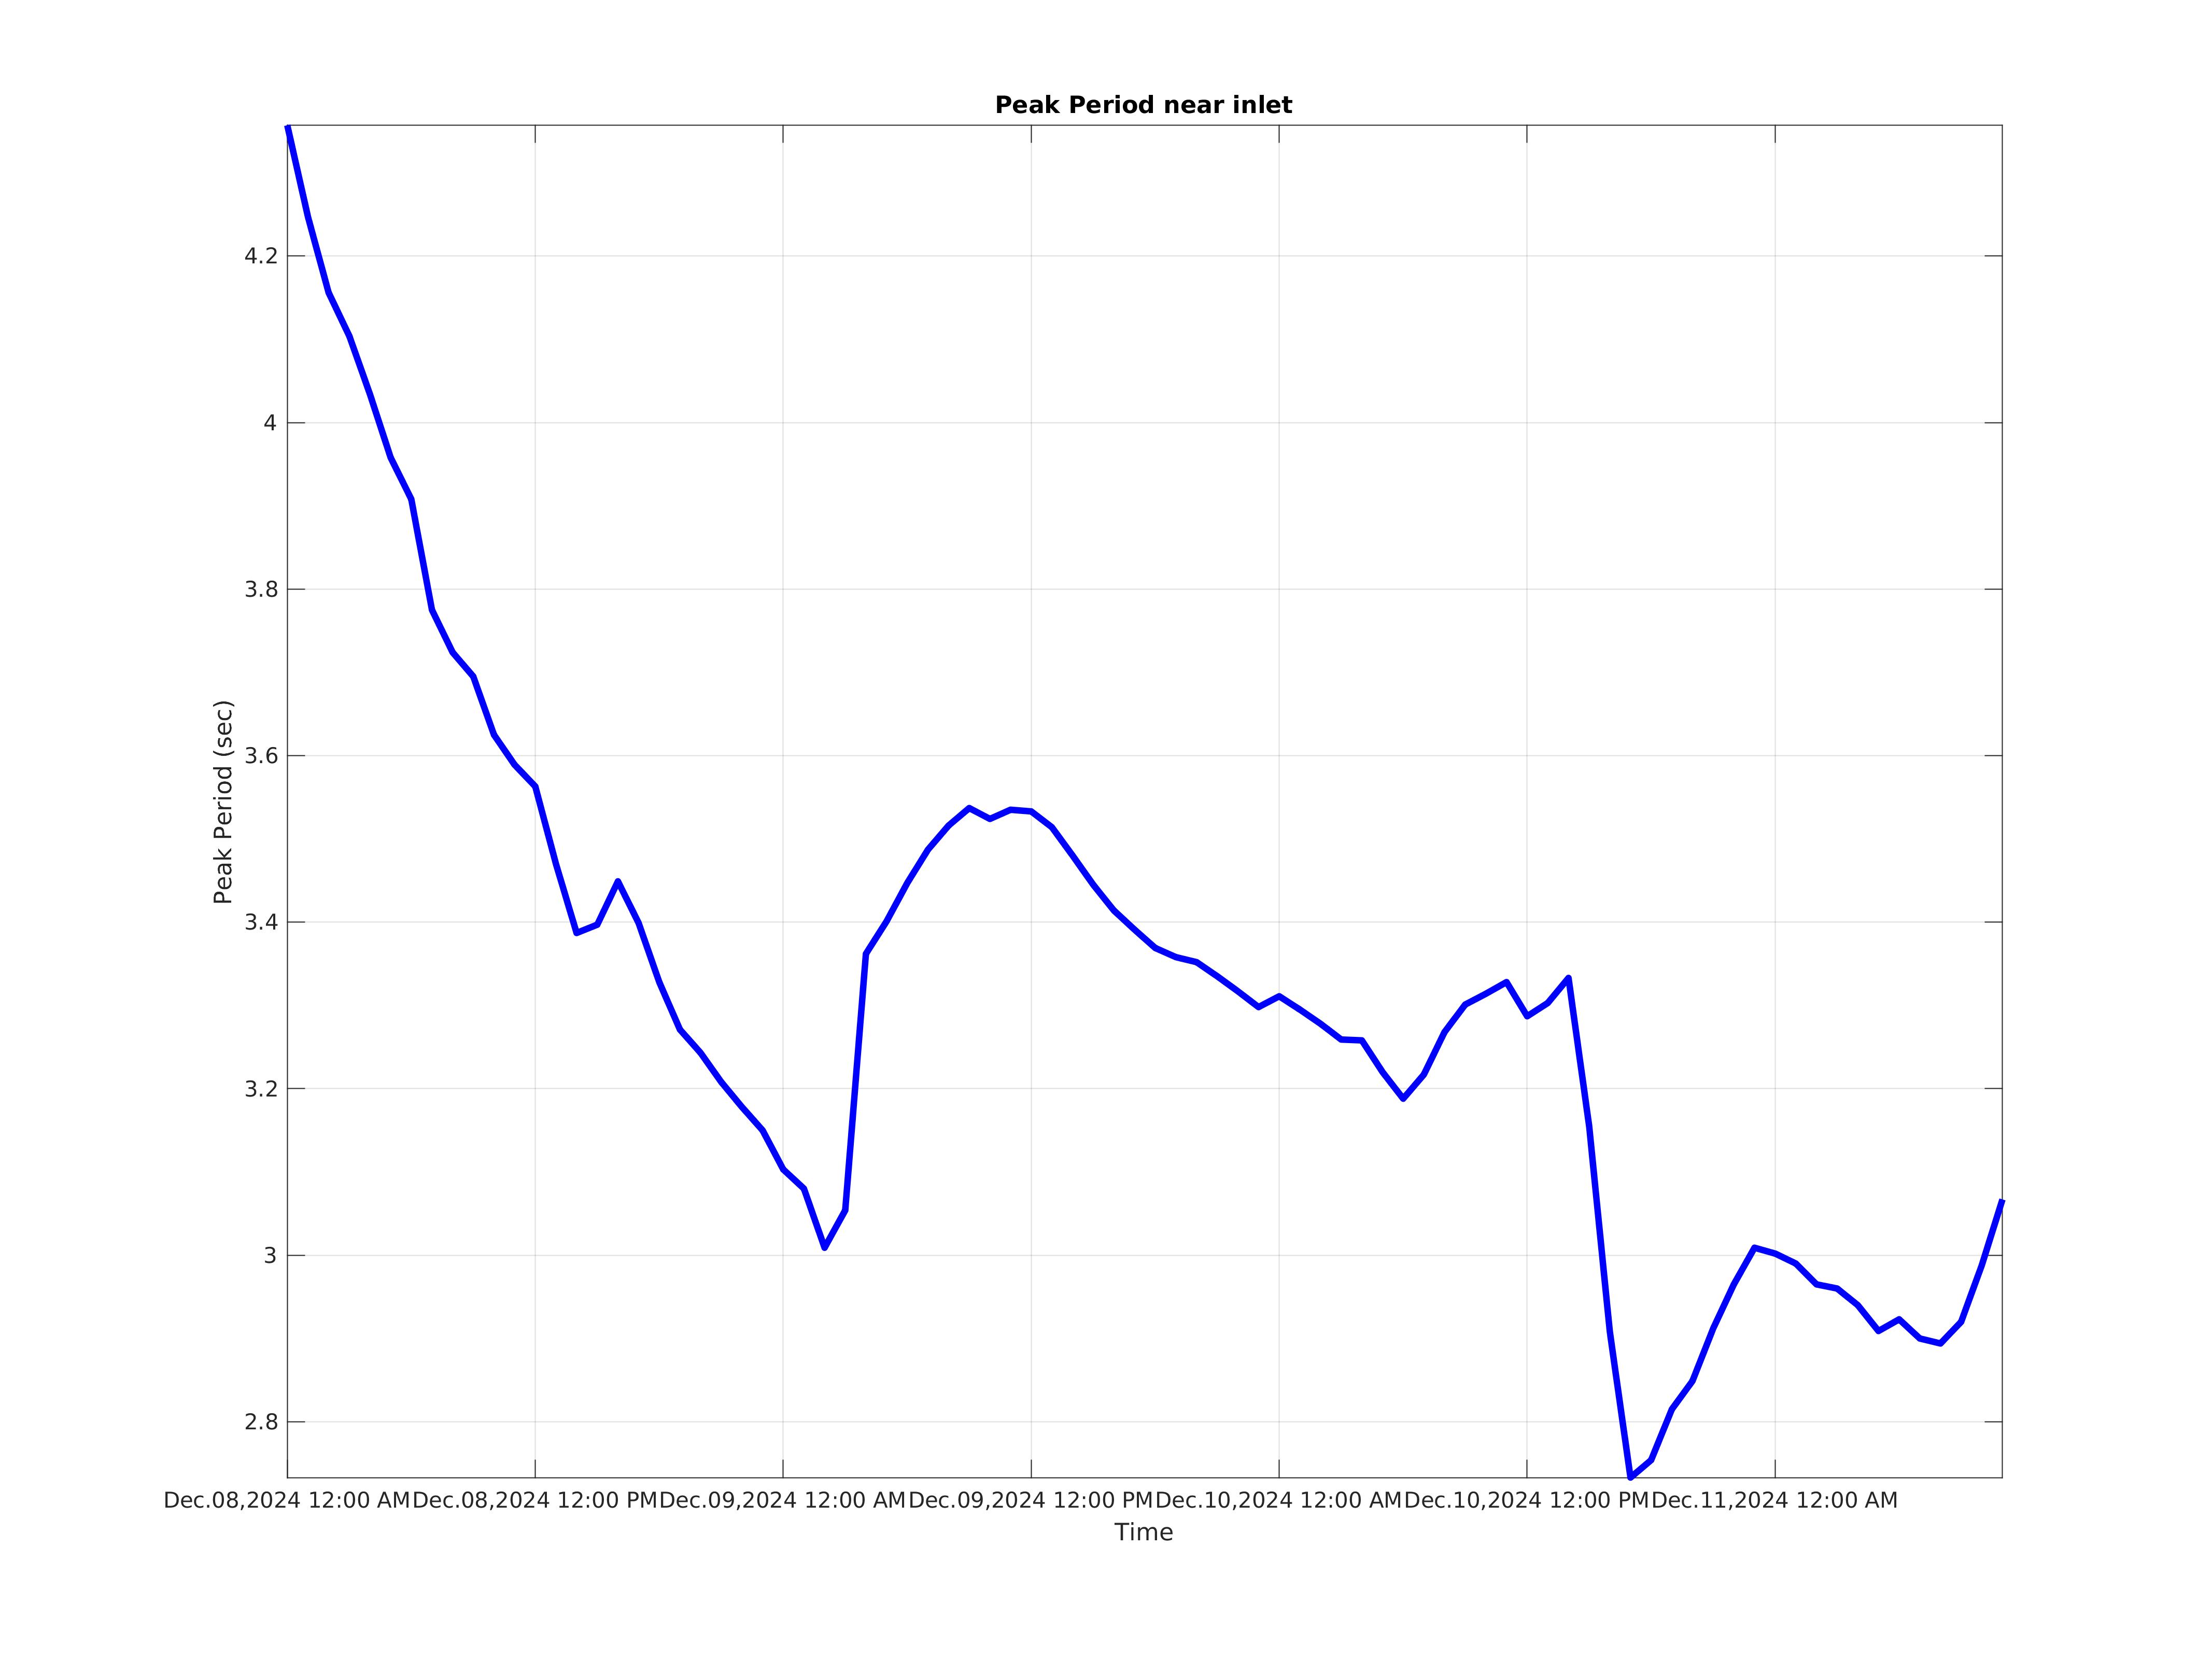 Peak Period near inlet
4.2
4
3.8
3.6
3.4
3.2
3
2.8
Peak Period (sec)
Dec.08,2024 12:00 AM Dec.08,2024 12:00 PM Dec.09,2024 12:00 AM Dec.09,2024 12:00 PM Dec.10,2024 12:00 AM Dec.10,2024 12:00 PM Dec.11,2024 12:00 AM
Time